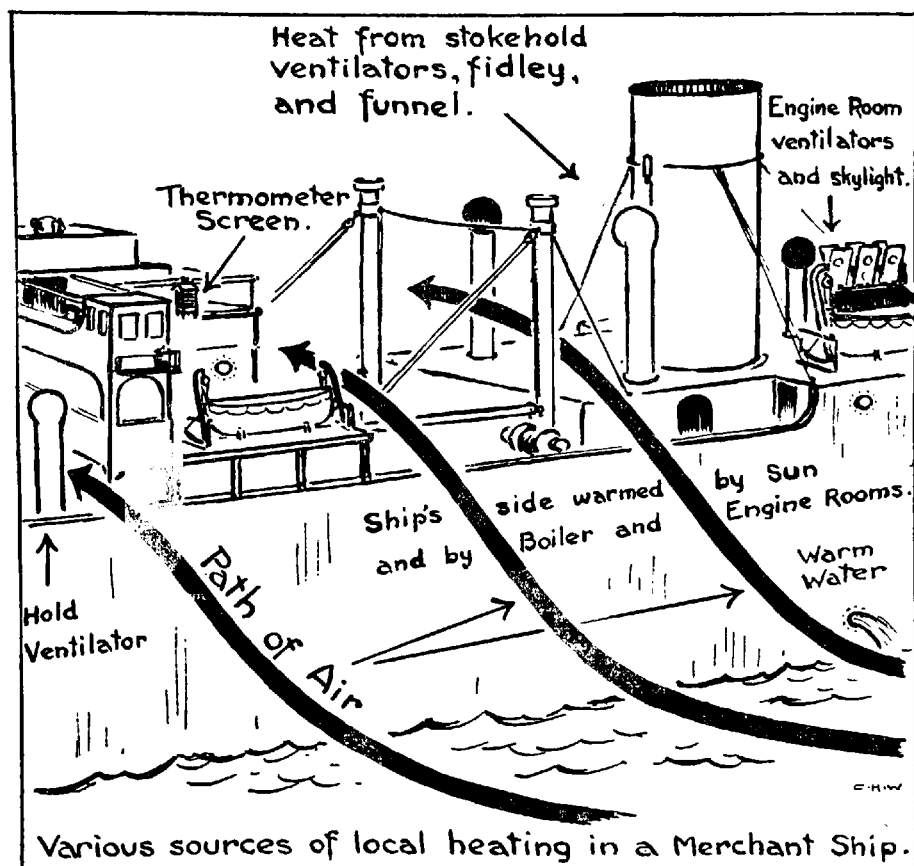 Heat from stokehold
ventilators, fidley,
and funnel.
Engine Room
ventilators
and skylight.
Thermometer
Screen.
Ship's side warmed by Sun
and by Boiler and Engine Rooms.
Warm
Water
Path of Air
Hold
Ventilator
E.H.W
Various sources of local heating in a Merchant Ship.